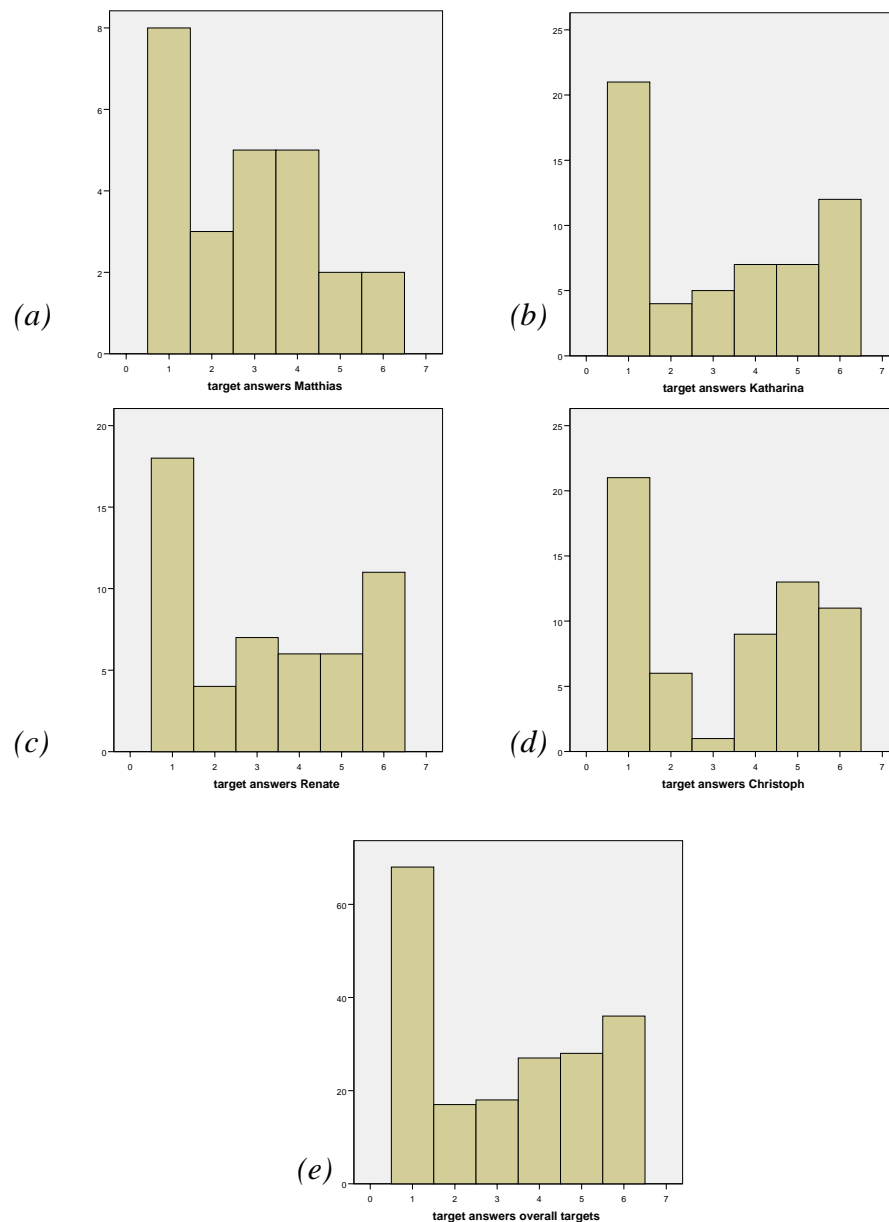 8
6
4
2
0
0 1 2 3 4 5 6 7
target answers Matthias
(a)
25
20
15
10
5
0
0 1 2 3 4 5 6 7
target answers Katharina
(b)
20
15
10
5
0
0 1 2 3 4 5 6 7
target answers Renate
(c)
25
20
15
10
5
0
0 1 2 3 4 5 6 7
target answers Christoph
(d)
60
40
20
0
0 1 2 3 4 5 6 7
target answers overall targets
(e)